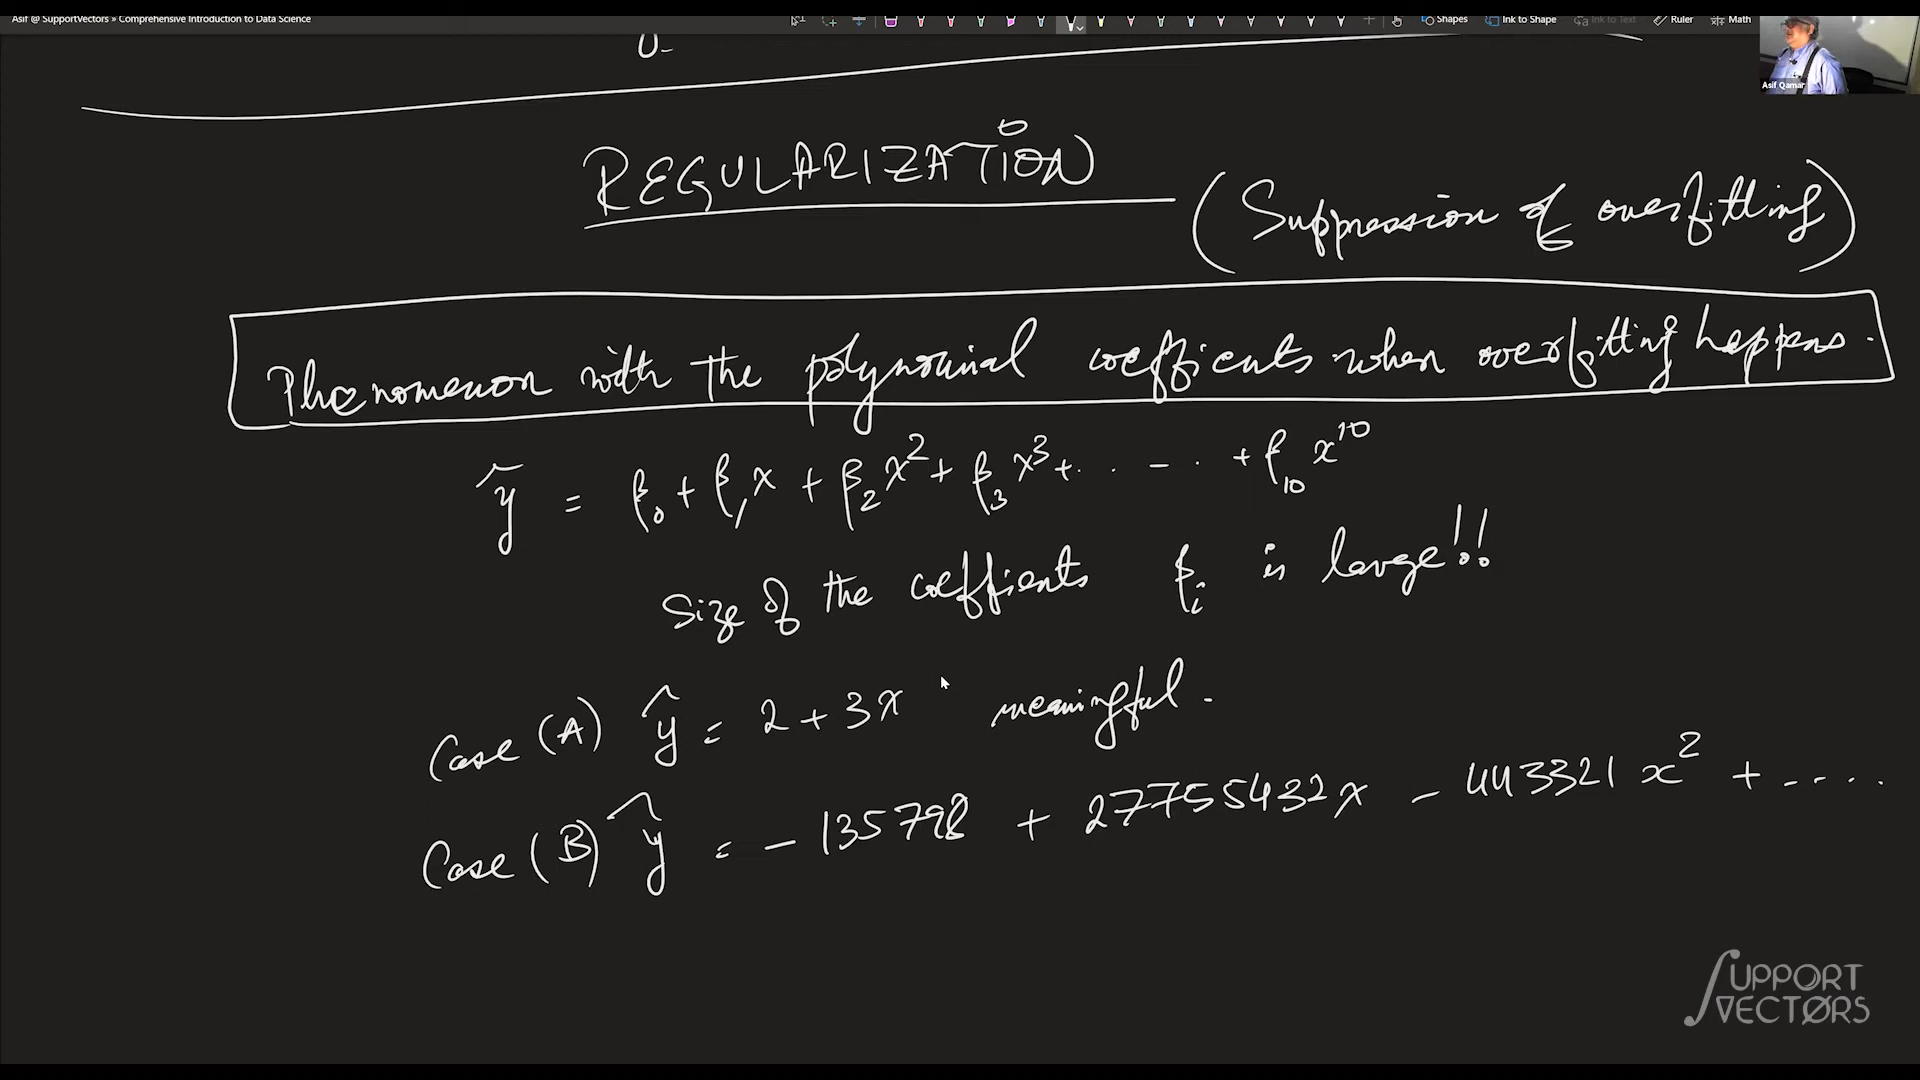 Asif @ SupportVectors » Comprehensive Introduction to Data Science
Shapes Ink to Shape Ink to Text Ruler Math
Asif Qamar
REGULARIZATION
(Suppression of overfitting)
Phenomenon with the polynomial coeffients when overfitting happens.
ỹ = β₀ + β₁x + β₂x² + β₃x³ + . . - . . + β₁₀x¹⁰
Size of the coeffients βᵢ is large!!
Case (A) ŷ = 2 + 3x meaningful.
Case (B) ŷ = - 135798 + 27755432x - 443321x² + - - . . .
SUPPORT
VECTORS